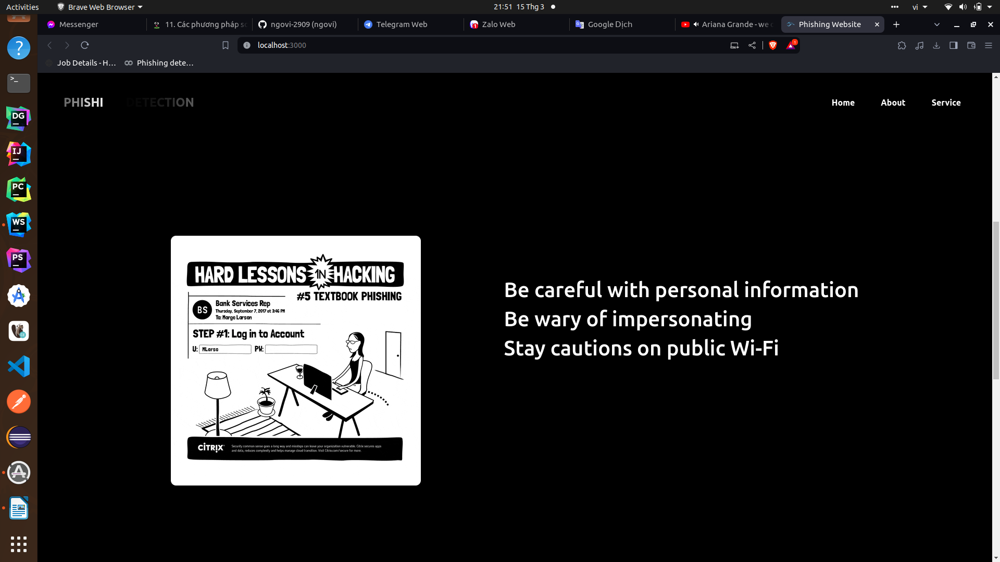 Activities
Brave Web Browser
21:51 15 Thg 3
vi
Messenger
11. Các phương pháp
ngovi-2909 (ngovi)
Telegram Web
Zalo Web
Google Dịch
Ariana Grande - we
Phishing Website
localhost:3000
1
Job Details - H...
Phishing dete...
PHISHI DETECTION
Home
About
Service
HARD LESSONS IN HACKING
#5 TEXTBOOK PHISHING
BS
Bank Services Rep
Thursday, September 7, 2017 at 3:46 PM
To: Marge Larson
STEP #1: Log in to Account
U: MLarso PW:
CITRIX
Security common sense goes a long way and missteps can leave your organization vulnerable. Citrix secures apps
and data, reduces complexity and helps manage cloud transition. Visit Citrix.com/secure for more.
Be careful with personal information
Be wary of impersonating
Stay cautions on public Wi-Fi
DG
IJ
PC
WS
PS